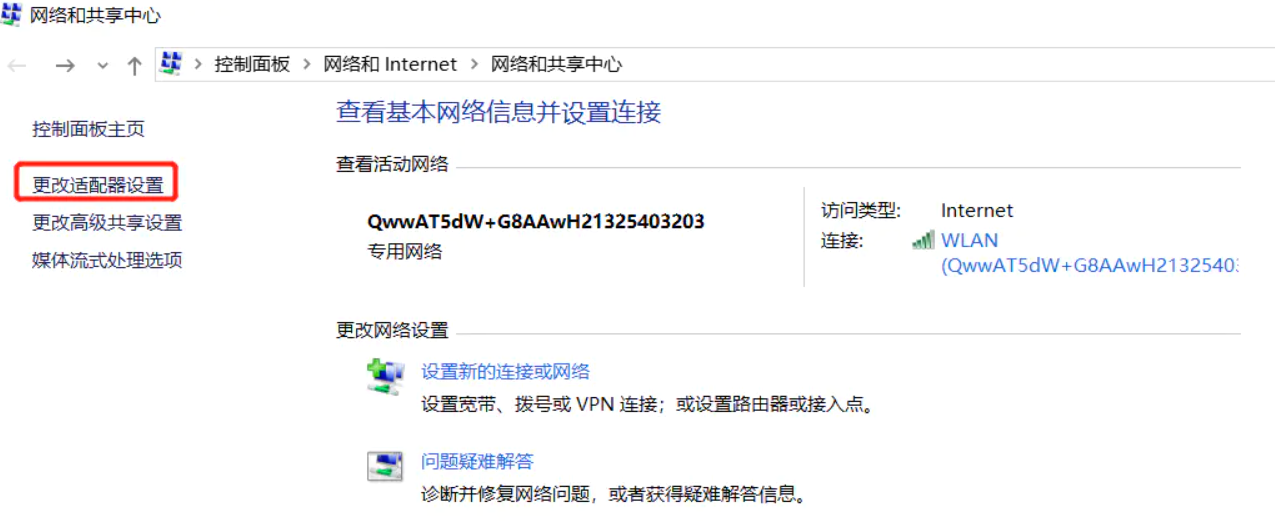 网络和共享中心
控制面板 > 网络和 Internet > 网络和共享中心
控制面板主页
更改适配器设置
更改高级共享设置
媒体流式处理选项
查看基本网络信息并设置连接
查看活动网络
QwwAT5dW+G8AAwH21325403203
专用网络
访问类型: Internet
连接: WLAN
(QwwAT5dW+G8AAwH2132540
更改网络设置
设置新的连接或网络
设置宽带、拨号或 VPN 连接；或设置路由器或接入点。
问题疑难解答
诊断并修复网络问题，或者获得疑难解答信息。